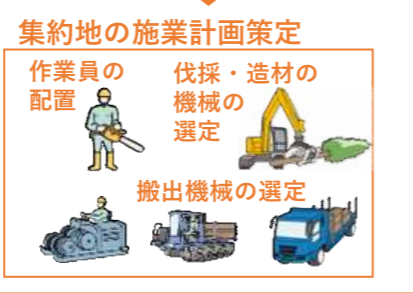 集約地の施業計画策定
作業員の
配置
伐採・造材の
機械の
選定
搬出機械の選定